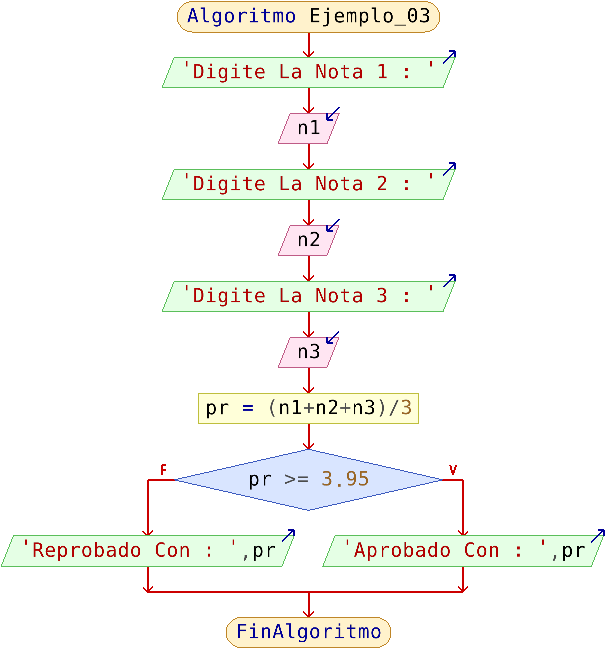 Algoritmo Ejemplo_03
'Digite La Nota 1 : '
n1
'Digite La Nota 2 : '
n2
'Digite La Nota 3 : '
n3
pr = (n1+n2+n3)/3
F
V
pr >= 3.95
'Reprobado Con : ',pr
'Aprobado Con : ',pr
FinAlgoritmo